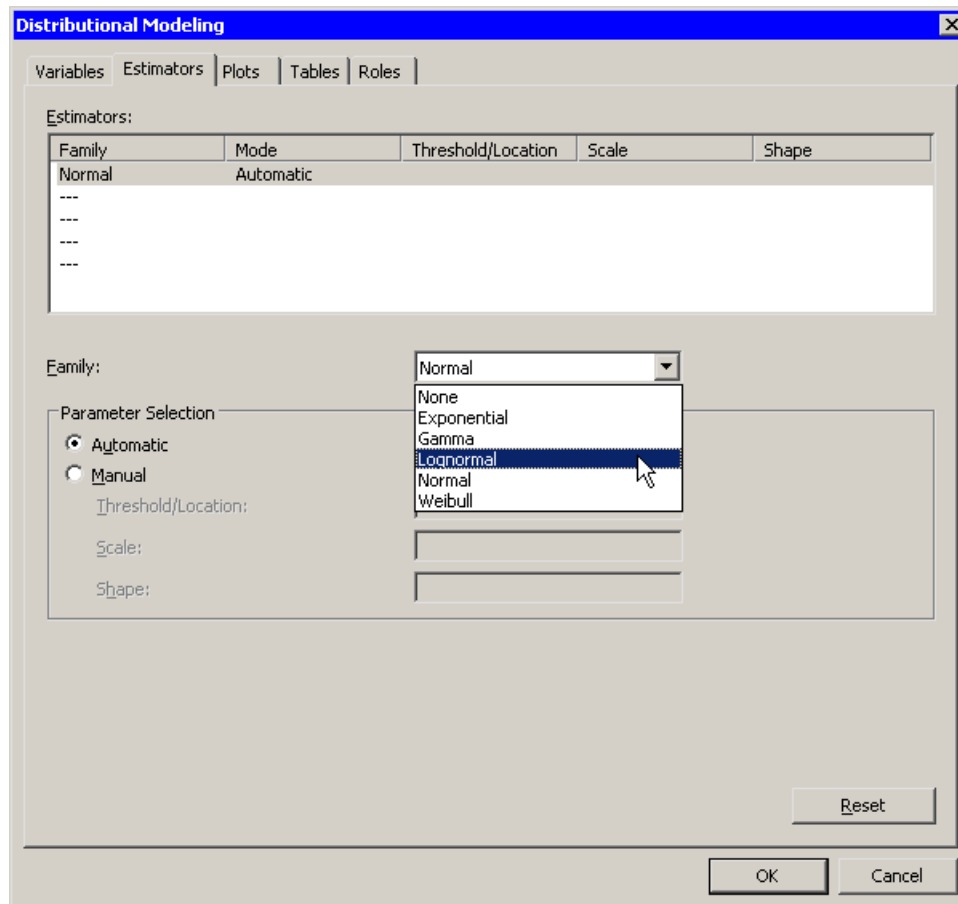 Distributional Modeling
Variables Estimators Plots Tables Roles
Estimators:
Family Mode Threshold/Location Scale Shape
Normal Automatic
---
---
---
---
Family: Normal
None
Exponential
Gamma
Lognormal
Normal
Weibull
Parameter Selection
Automatic
Manual
Threshold/Location:
Scale:
Shape:
Reset
OK Cancel